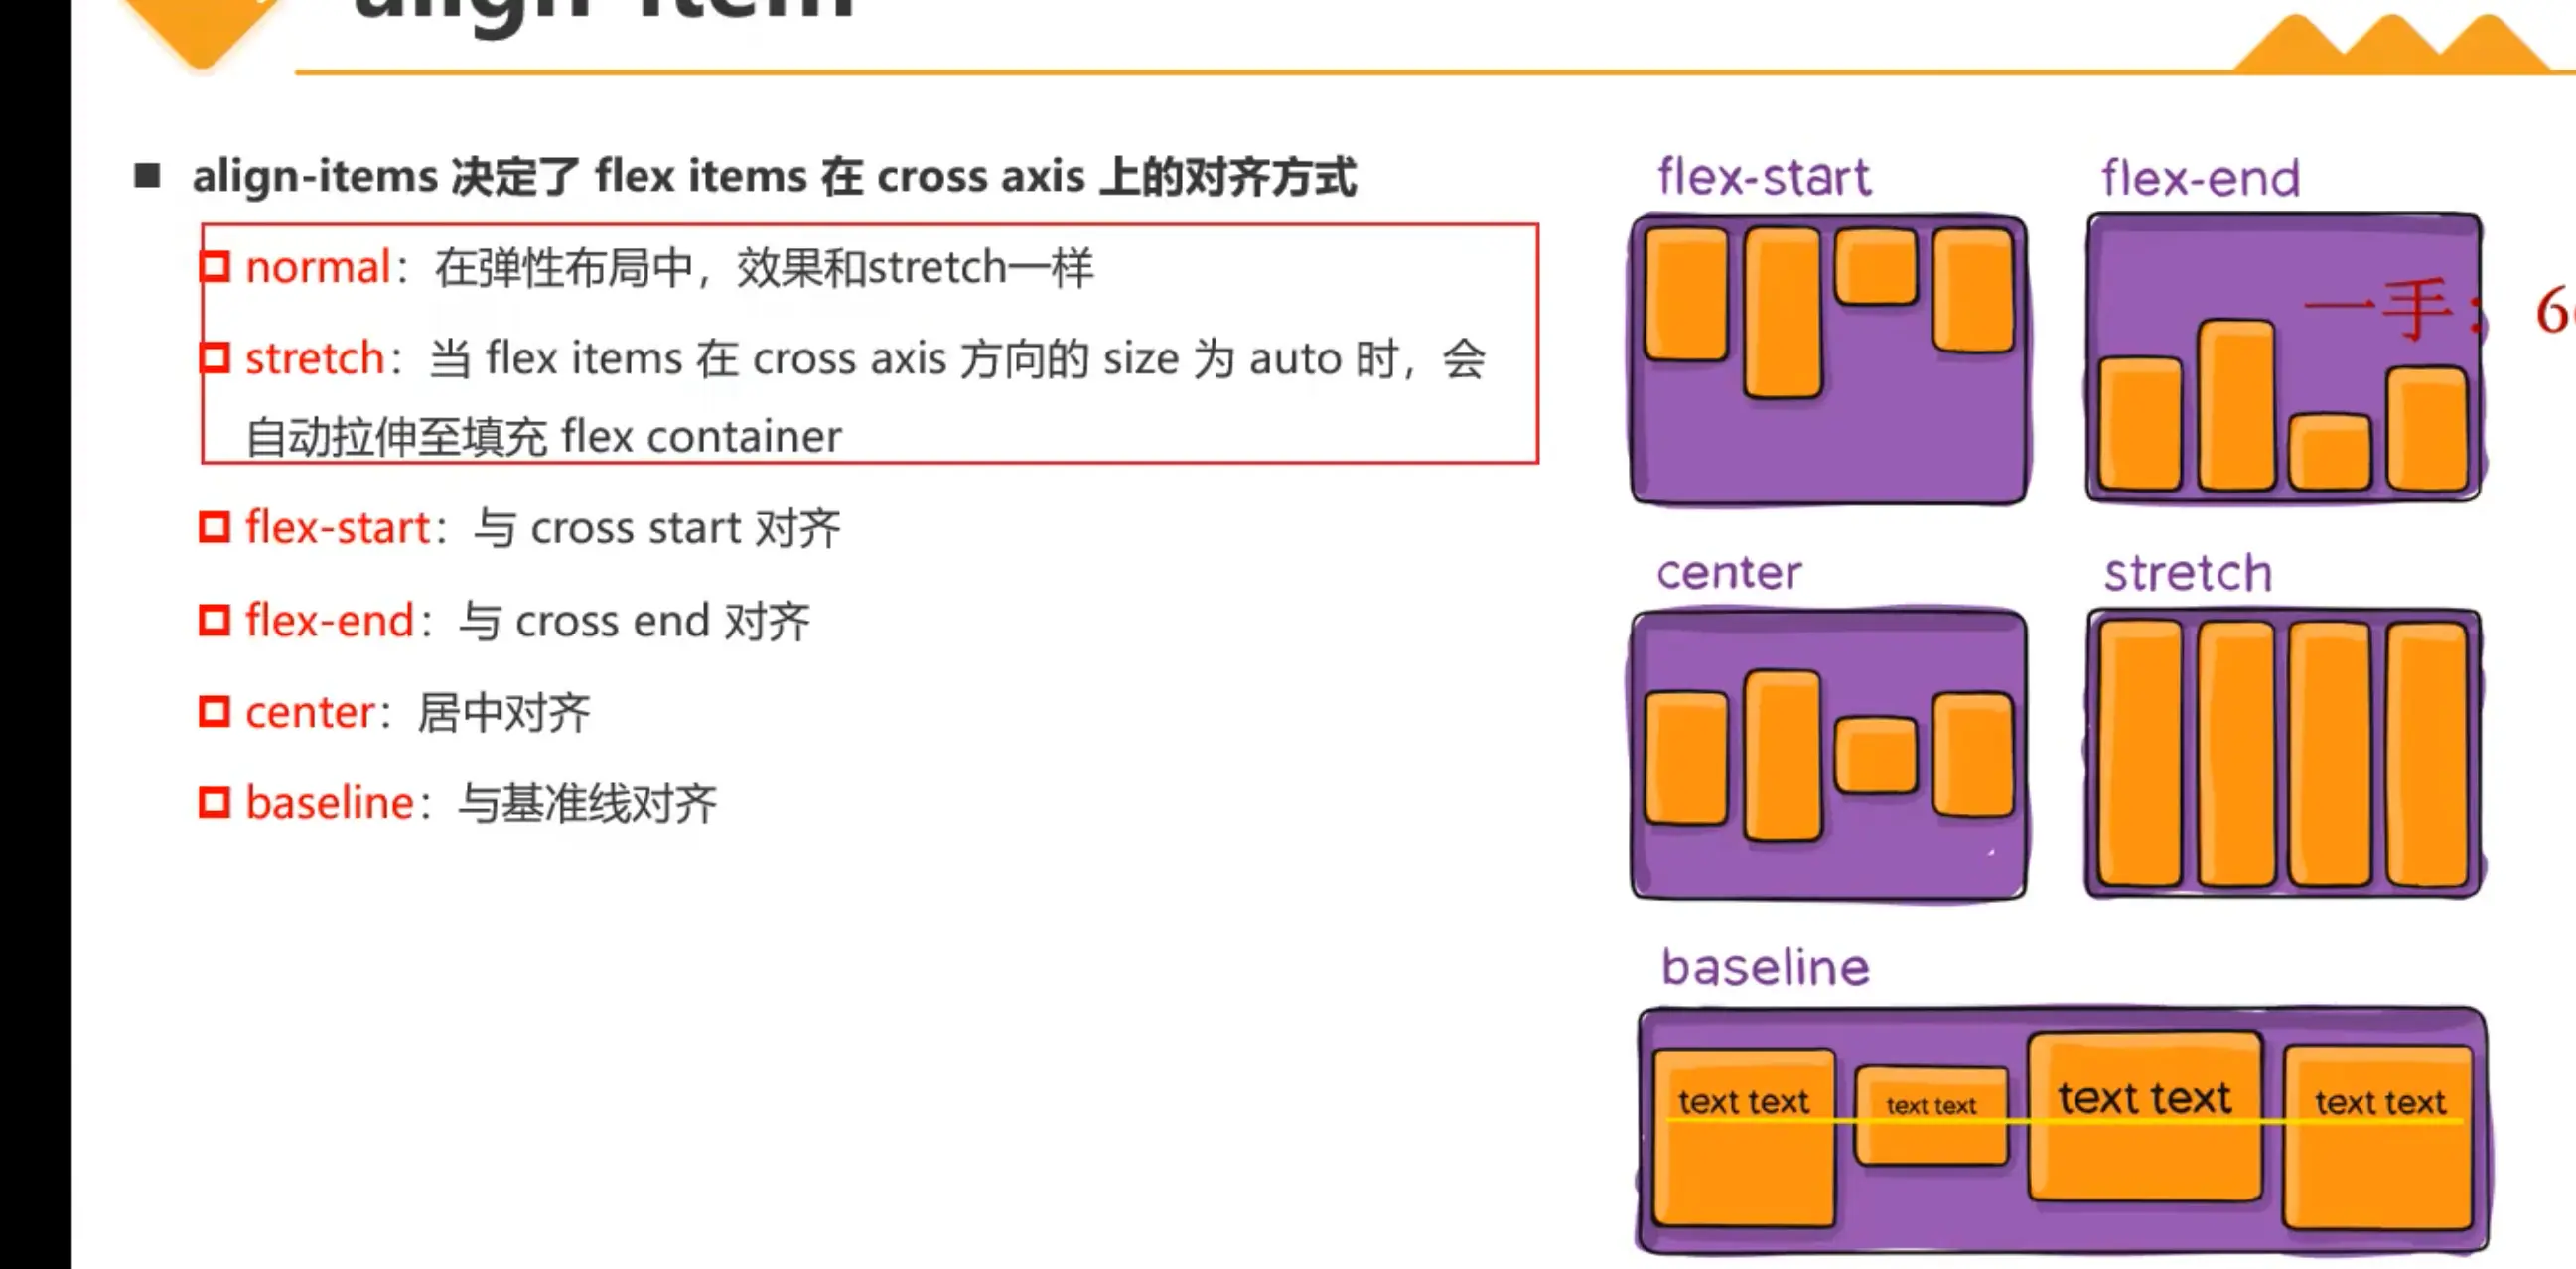 align-item
align-items 决定了 flex items 在 cross axis 上的对齐方式
normal：在弹性布局中，效果和stretch一样
stretch：当 flex items 在 cross axis 方向的 size 为 auto 时，会
自动拉伸至填充 flex container
flex-start：与 cross start 对齐
flex-end：与 cross end 对齐
center：居中对齐
baseline：与基准线对齐
flex-start
flex-end
一手： 6
center
stretch
baseline
text text
text text
text text
text text